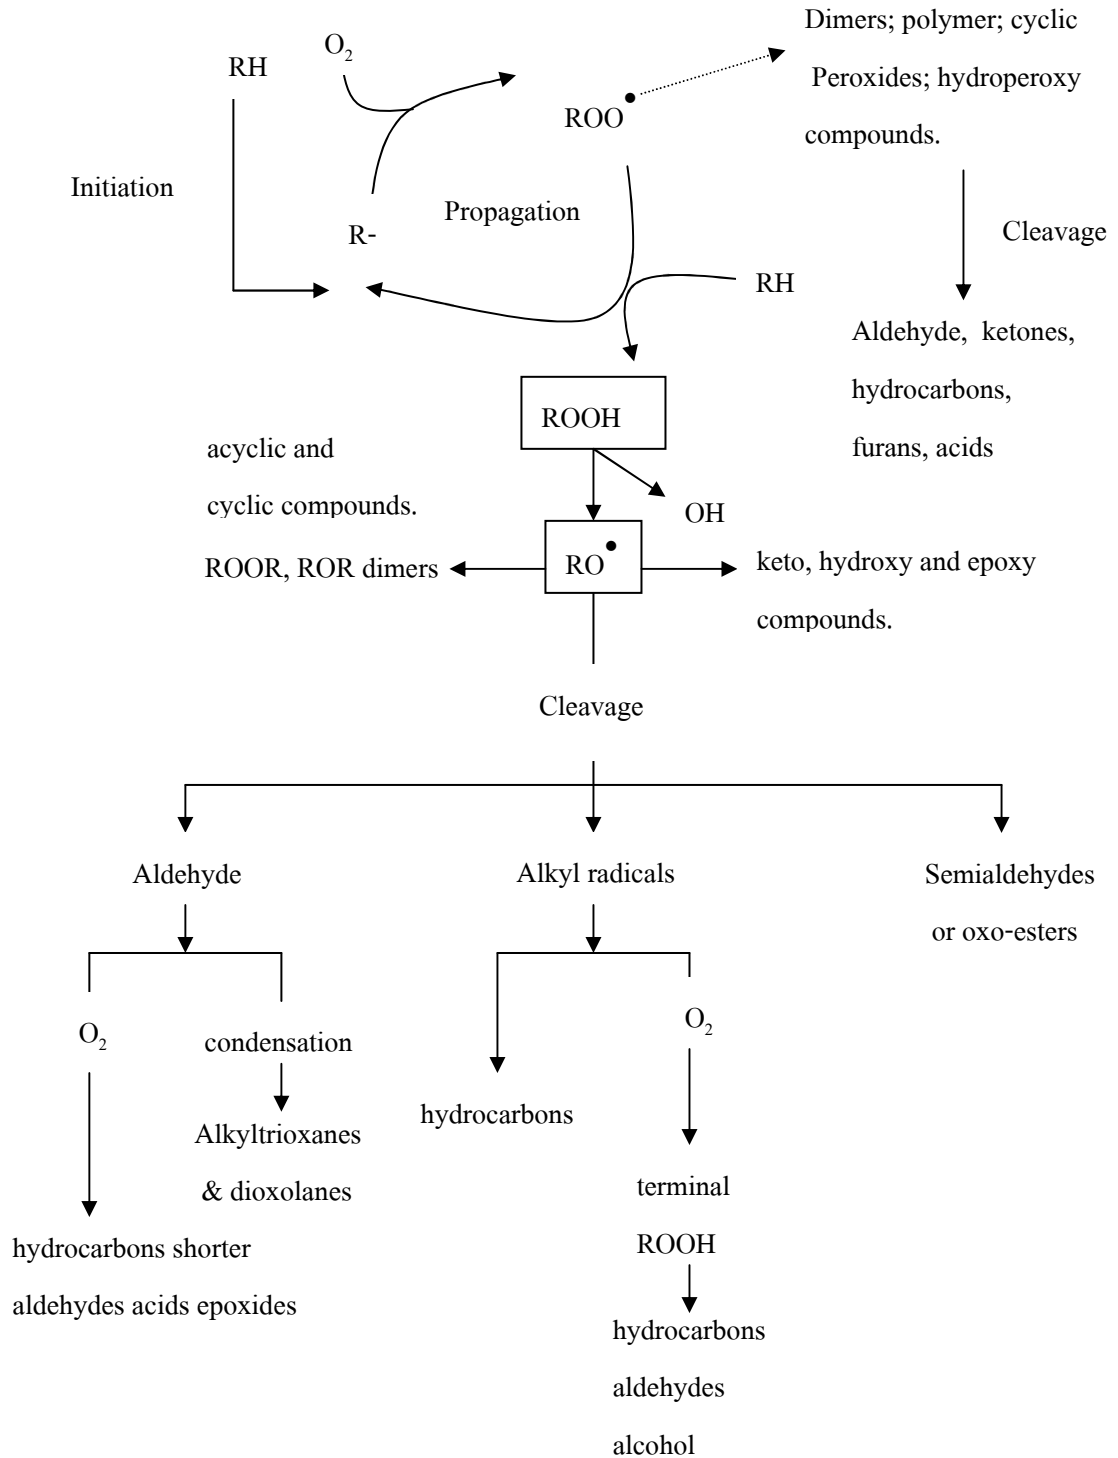 Dimers; polymer; cyclic
Peroxides; hydroperoxy
compounds.
O₂
RH
ROO•
Initiation
Propagation
R-
Cleavage
RH
Aldehyde, ketones,
hydrocarbons,
furans, acids
ROOH
acyclic and
cyclic compounds.
OH
ROOR, ROR dimers
RO•
keto, hydroxy and epoxy
compounds.
Cleavage
Aldehyde
Alkyl radicals
Semialdehydes
or oxo-esters
O₂
condensation
O₂
hydrocarbons
Alkyltrioxanes
& dioxolanes
terminal
ROOH
hydrocarbons shorter
aldehydes acids epoxides
hydrocarbons
aldehydes
alcohol